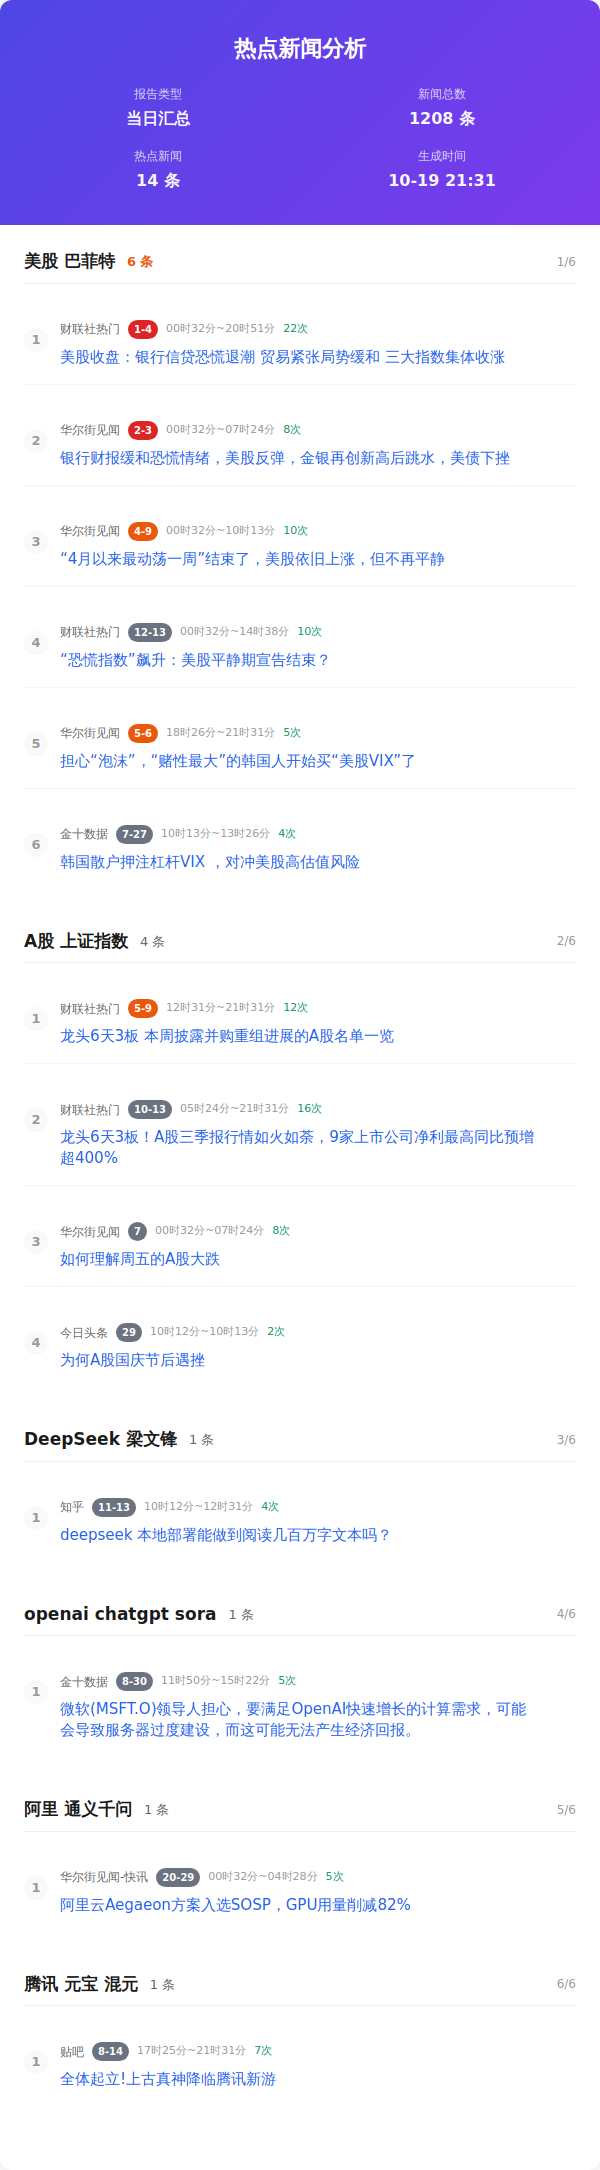 热点新闻分析
报告类型
新闻总数
当日汇总
1208 条
热点新闻
生成时间
14 条
10-19 21:31
美股 巴菲特 6 条 1/6
1 财联社热门 1-4 00时32分~20时51分 22次
美股收盘：银行信贷恐慌退潮 贸易紧张局势缓和 三大指数集体收涨
2 华尔街见闻 2-3 00时32分~07时24分 8次
银行财报缓和恐慌情绪，美股反弹，金银再创新高后跳水，美债下挫
3 华尔街见闻 4-9 00时32分~10时13分 10次
“4月以来最动荡一周”结束了，美股依旧上涨，但不再平静
4 财联社热门 12-13 00时32分~14时38分 10次
“恐慌指数”飙升：美股平静期宣告结束？
5 华尔街见闻 5-6 18时26分~21时31分 5次
担心“泡沫”，“赌性最大”的韩国人开始买“美股VIX”了
6 金十数据 7-27 10时13分~13时26分 4次
韩国散户押注杠杆VIX ，对冲美股高估值风险
A股 上证指数 4 条 2/6
1 财联社热门 5-9 12时31分~21时31分 12次
龙头6天3板 本周披露并购重组进展的A股名单一览
2 财联社热门 10-13 05时24分~21时31分 16次
龙头6天3板！A股三季报行情如火如荼，9家上市公司净利最高同比预增
超400%
3 华尔街见闻 7 00时32分~07时24分 8次
如何理解周五的A股大跌
4 今日头条 29 10时12分~10时13分 2次
为何A股国庆节后遇挫
DeepSeek 梁文锋 1 条 3/6
1 知乎 11-13 10时12分~12时31分 4次
deepseek 本地部署能做到阅读几百万字文本吗？
openai chatgpt sora 1 条 4/6
1 金十数据 8-30 11时50分~15时22分 5次
微软(MSFT.O)领导人担心，要满足OpenAI快速增长的计算需求，可能
会导致服务器过度建设，而这可能无法产生经济回报。
阿里 通义千问 1 条 5/6
1 华尔街见闻-快讯 20-29 00时32分~04时28分 5次
阿里云Aegaeon方案入选SOSP，GPU用量削减82%
腾讯 元宝 混元 1 条 6/6
1 贴吧 8-14 17时25分~21时31分 7次
全体起立!上古真神降临腾讯新游